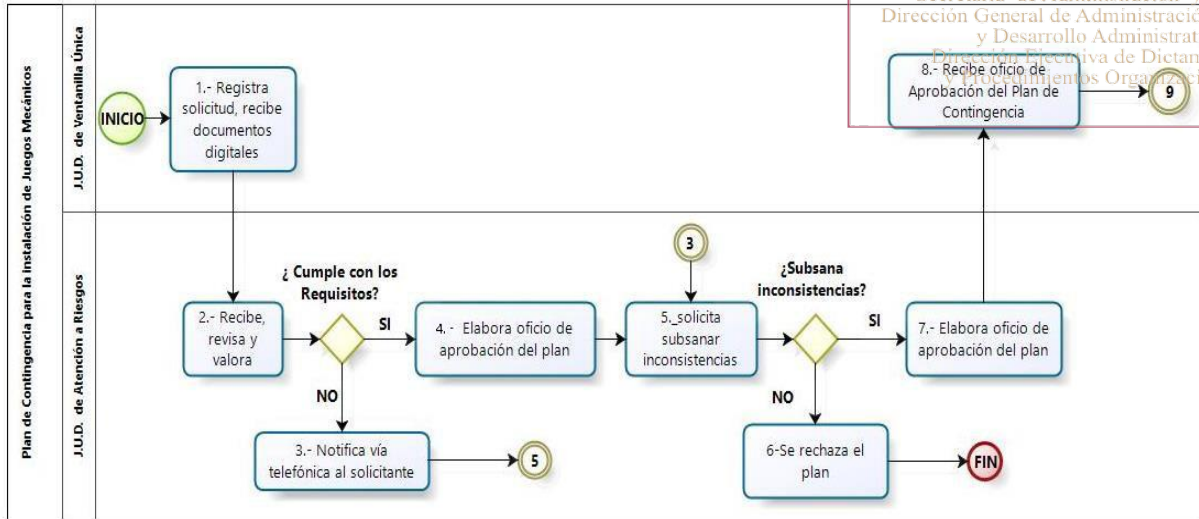 Plan de Contingencia para la instalación de Juegos Mecánicos
J.U.D. de Ventanilla Única
INICIO
1.- Registra
solicitud, recibe
documentos
digitales
Dirección General de Administració
y Desarrollo Administrat
8.- Recibe oficio de
Aprobación del Plan de
Contingencia
9
J.U.D. de Atención a Riesgos
2.- Recibe,
revisa y
valora
¿ Cumple con los
Requisitos?
SI
NO
3.- Notifica vía
telefónica al solicitante
5
4. - Elabora oficio de
aprobación del plan
3
5._solicita
subsanar
inconsistencias
¿Subsana
inconsistencias?
SI
NO
6-Se rechaza el
plan
FIN
7.- Elabora oficio de
aprobación del plan